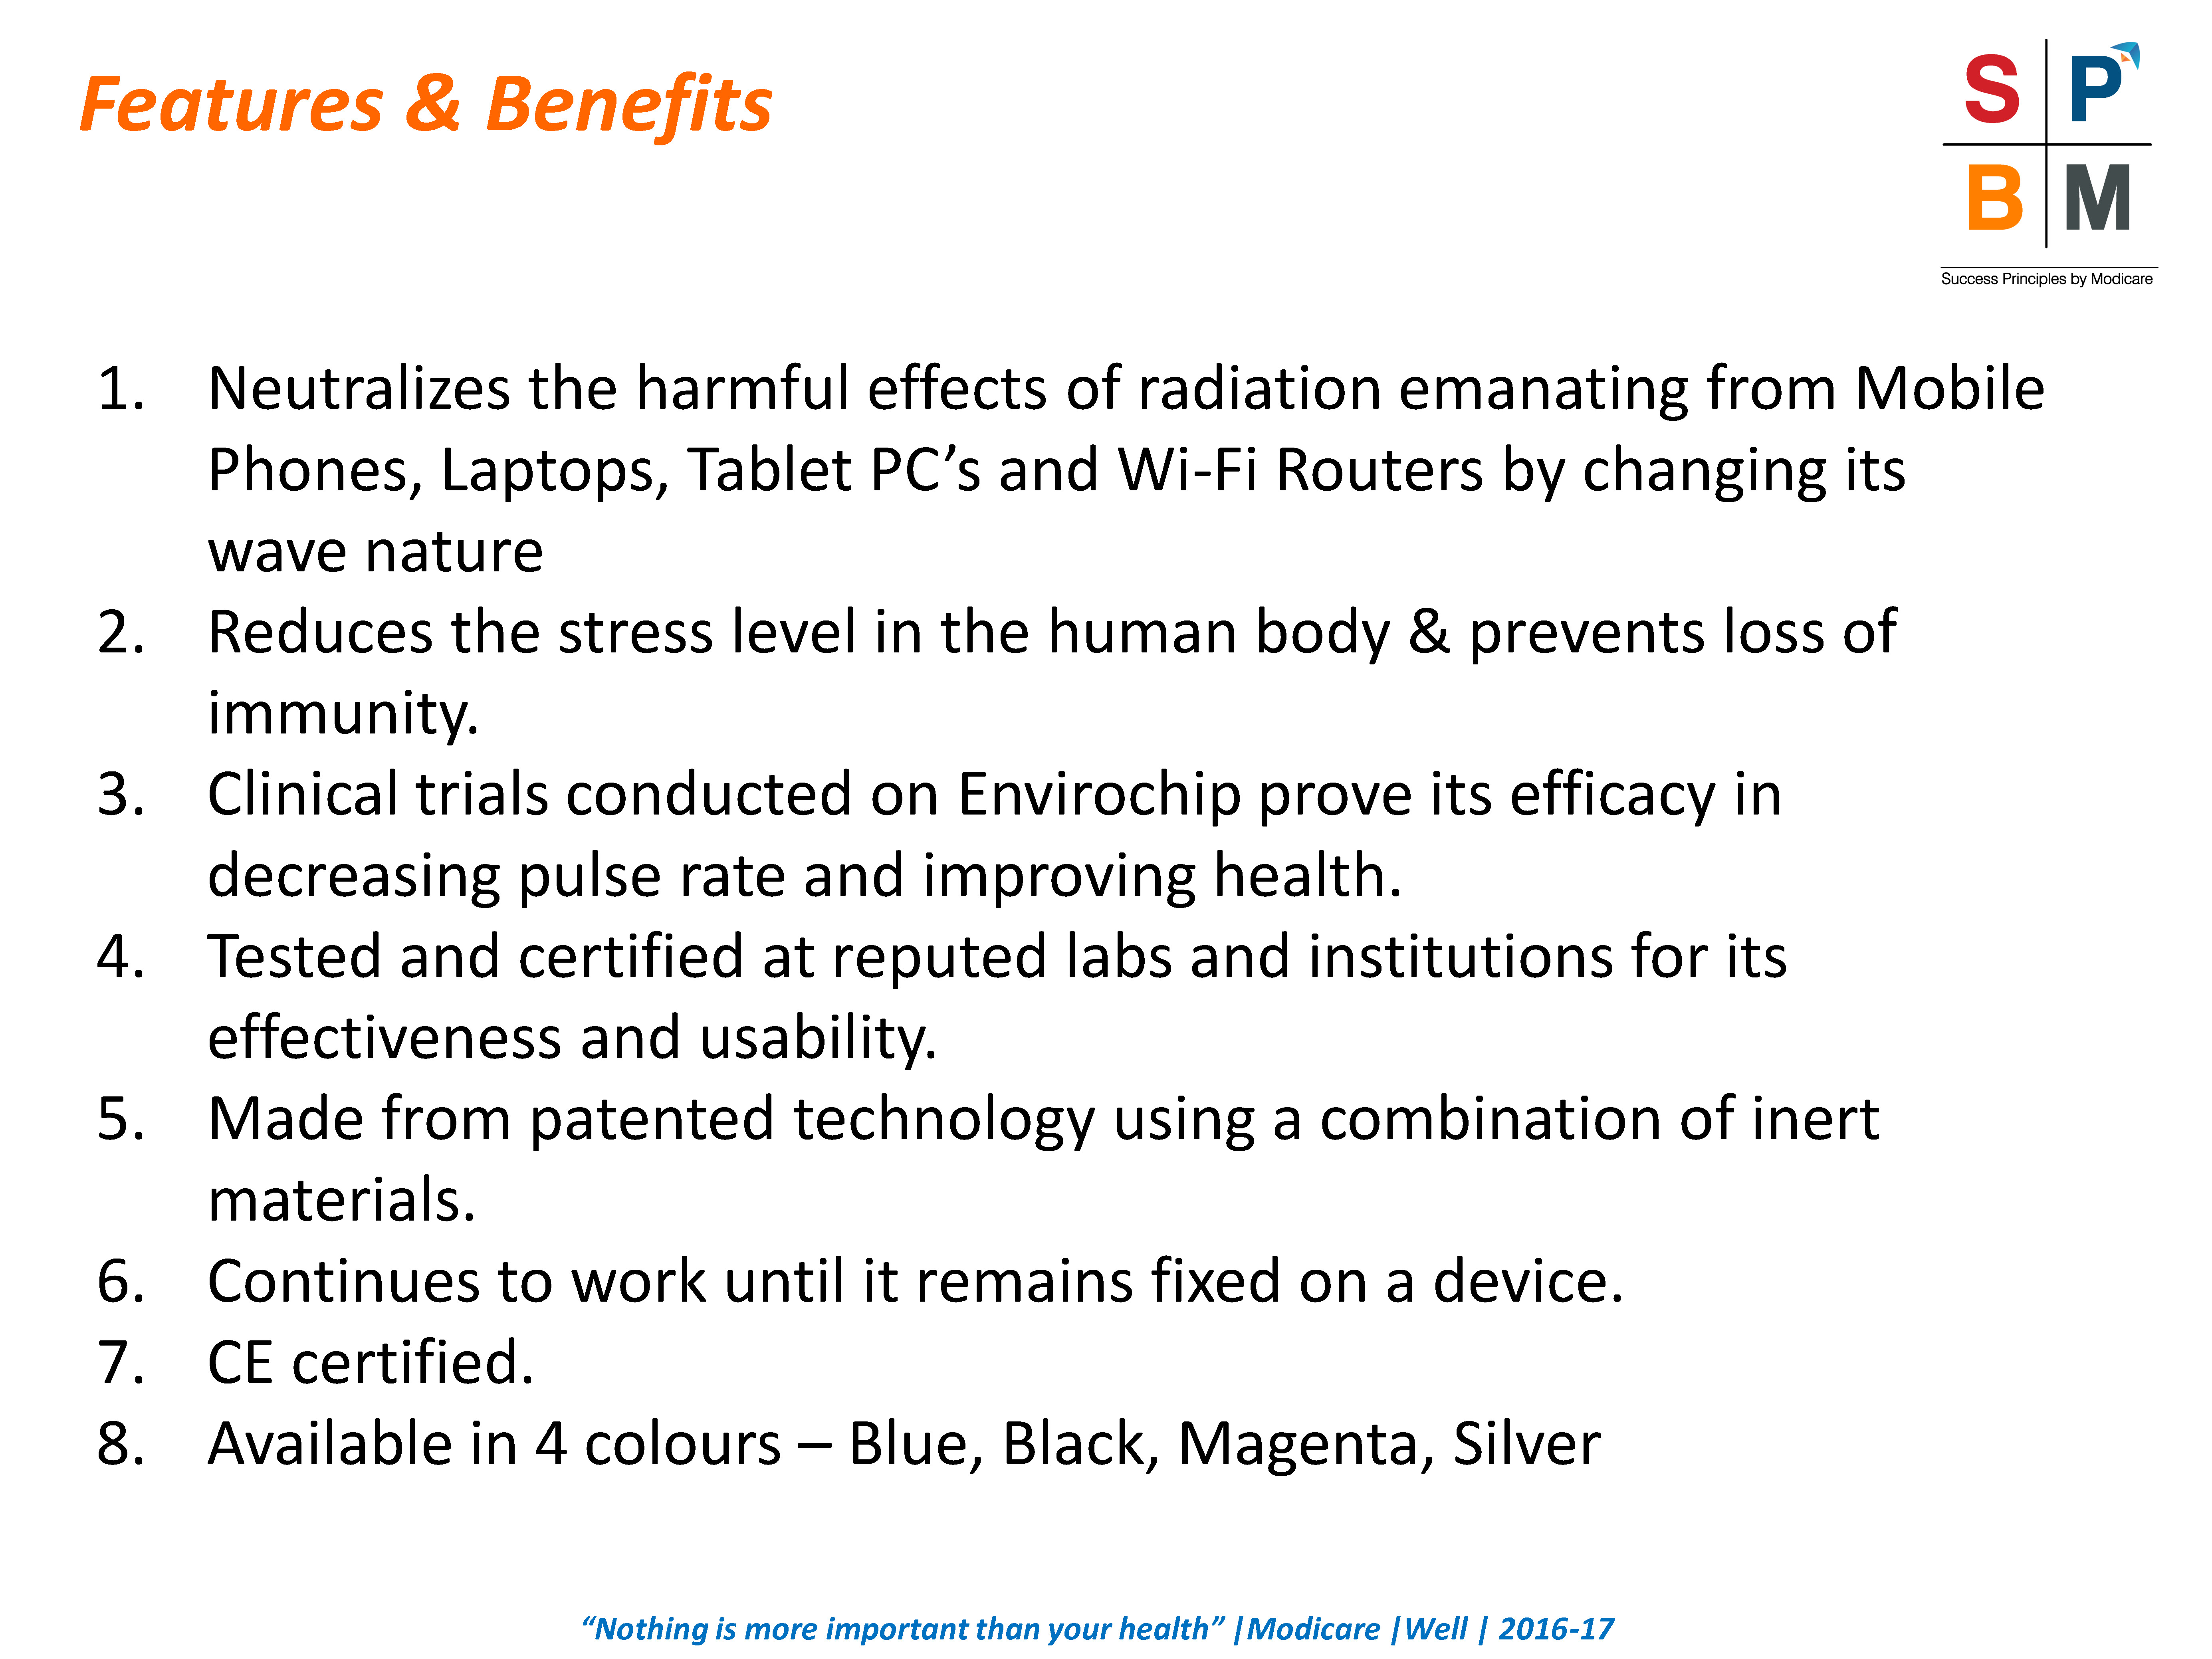 Features & Benefits
S P
B M
Success Principles by Modicare
1. Neutralizes the harmful effects of radiation emanating from Mobile
Phones, Laptops, Tablet PC’s and Wi-Fi Routers by changing its
wave nature
2. Reduces the stress level in the human body & prevents loss of
immunity.
3. Clinical trials conducted on Envirochip prove its efficacy in
decreasing pulse rate and improving health.
4. Tested and certified at reputed labs and institutions for its
effectiveness and usability.
5. Made from patented technology using a combination of inert
materials.
6. Continues to work until it remains fixed on a device.
7. CE certified.
8. Available in 4 colours – Blue, Black, Magenta, Silver
“Nothing is more important than your health” |Modicare |Well | 2016-17